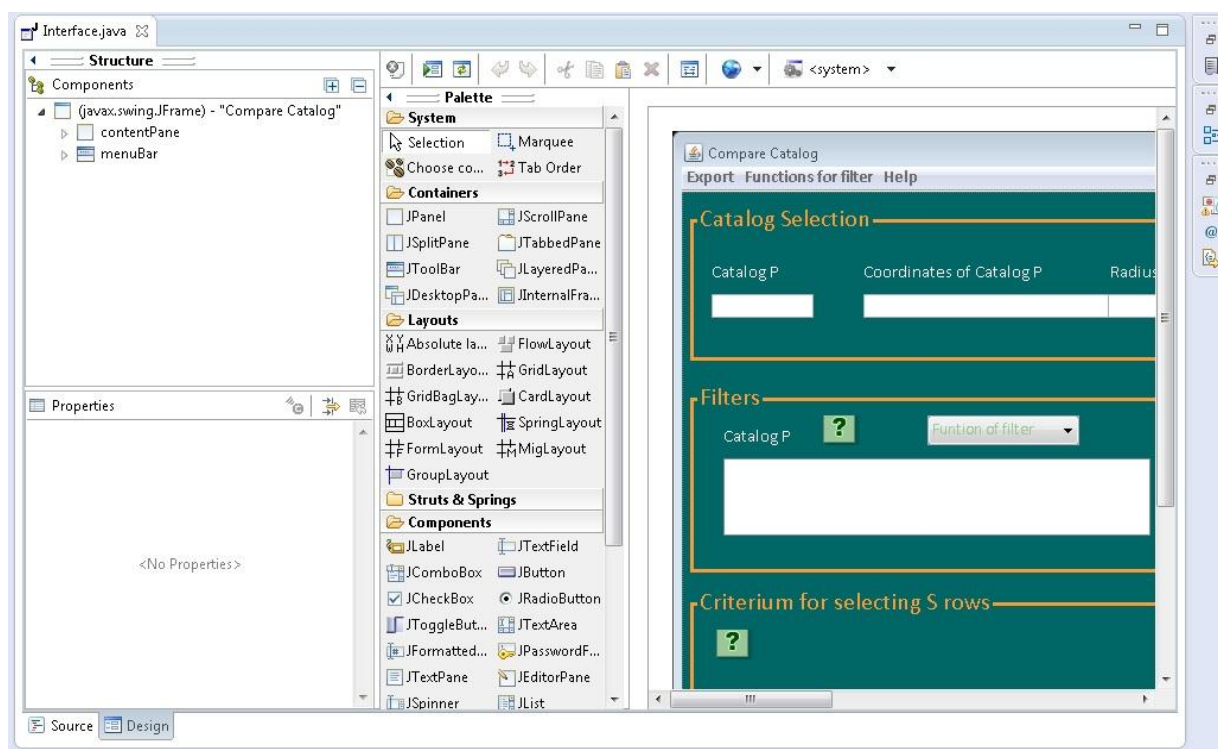 Interface.java
Structure
Components
(javax.swing.JFrame) - "Compare Catalog"
contentPane
menuBar
Properties
<No Properties>
Source
Design
<system>
Palette
System
Selection
Marquee
Choose co...
Tab Order
Containers
JPanel
JScrollPane
JSplitPane
JTabbedPane
JToolBar
JLayeredPa...
JDesktopPa...
JInternalFra...
Layouts
Absolute la...
FlowLayout
BorderLayo...
GridLayout
GridBagLay...
CardLayout
BoxLayout
SpringLayout
FormLayout
MigLayout
GroupLayout
Struts & Springs
Components
JLabel
JTextField
JComboBox
JButton
JCheckBox
JRadioButton
JToggleBut...
JTextArea
JFormatted...
JPasswordF...
JTextPane
JEditorPane
JSpinner
JList
Compare Catalog
Export Functions for filter Help
Catalog Selection
Catalog P
Coordinates of Catalog P
Radius
Filters
Catalog P
?
Funtion of filter
Criterium for selecting S rows
?